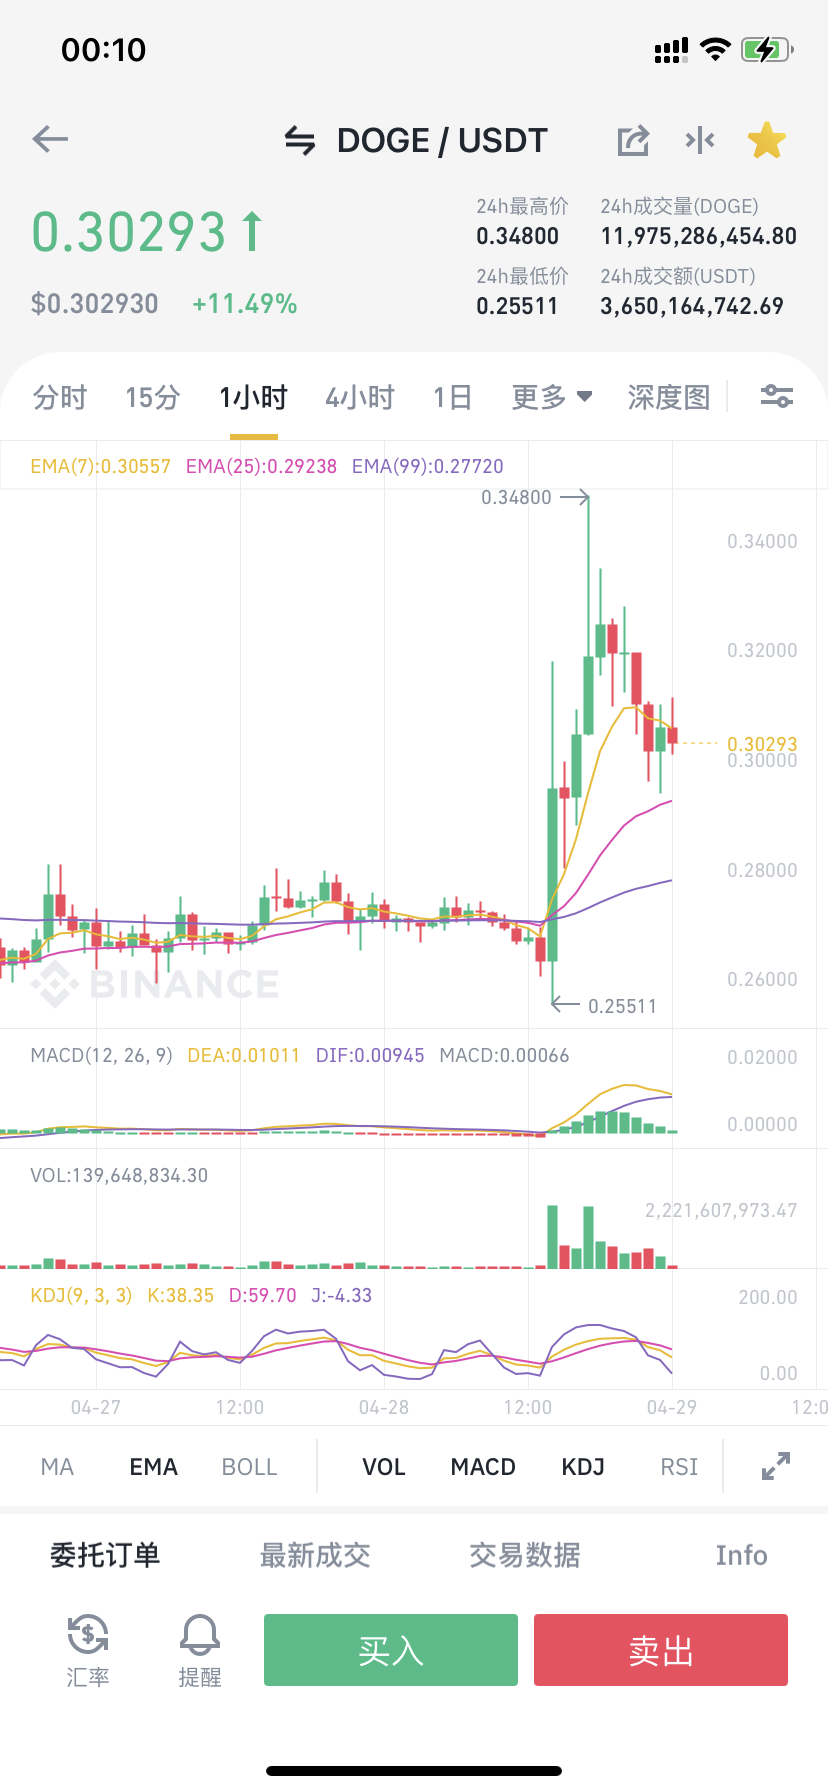 00:10
DOGE / USDT
0.30293
$0.302930 +11.49%
24h最高价 24h成交量(DOGE)
0.34800 11,975,286,454.80
24h最低价 24h成交额(USDT)
0.25511 3,650,164,742.69
分时 15分 1小时 4小时 1日 更多 深度图
EMA(7):0.30557 EMA(25):0.29238 EMA(99):0.27720
0.34800
0.34000
0.32000
0.30293
0.30000
0.28000
0.26000
BINANCE
0.25511
MACD(12, 26, 9) DEA:0.01011 DIF:0.00945 MACD:0.00066
0.02000
0.00000
VOL:139,648,834.30
2,221,607,973.47
KDJ(9, 3, 3) K:38.35 D:59.70 J:-4.33
200.00
0.00
04-27 12:00 04-28 12:00 04-29 12:0
MA EMA BOLL VOL MACD KDJ RSI
委托订单 最新成交 交易数据 Info
汇率 提醒 买入 卖出